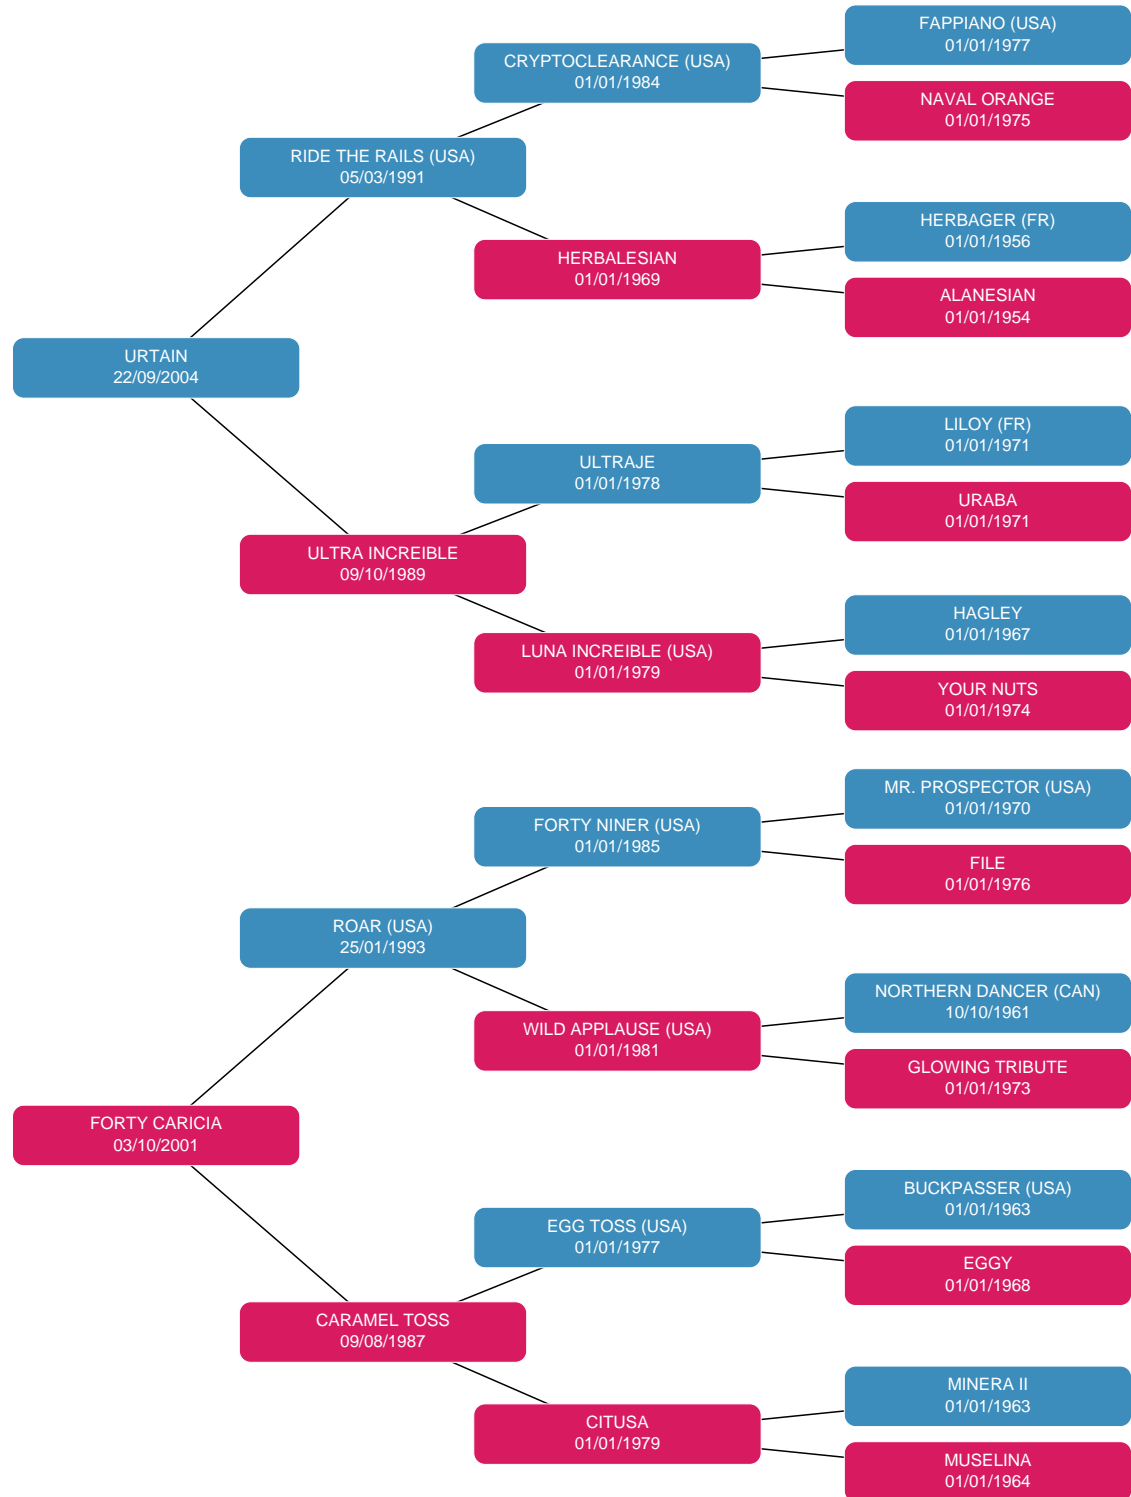 FAPPIANO (USA)
01/01/1977
CRYPTOCLEARANCE (USA)
01/01/1984
NAVAL ORANGE
01/01/1975
RIDE THE RAILS (USA)
05/03/1991
HERBAGER (FR)
01/01/1956
HERBALESIAN
01/01/1969
ALANESIAN
01/01/1954
URTAIN
22/09/2004
LILOY (FR)
01/01/1971
ULTRAJE
01/01/1978
URABA
01/01/1971
ULTRA INCREIBLE
09/10/1989
HAGLEY
01/01/1967
LUNA INCREIBLE (USA)
01/01/1979
YOUR NUTS
01/01/1974
MR. PROSPECTOR (USA)
01/01/1970
FORTY NINER (USA)
01/01/1985
FILE
01/01/1976
ROAR (USA)
25/01/1993
NORTHERN DANCER (CAN)
10/10/1961
WILD APPLAUSE (USA)
01/01/1981
GLOWING TRIBUTE
01/01/1973
FORTY CARICIA
03/10/2001
BUCKPASSER (USA)
01/01/1963
EGG TOSS (USA)
01/01/1977
EGGY
01/01/1968
CARAMEL TOSS
09/08/1987
MINERA II
01/01/1963
CITUSA
01/01/1979
MUSELINA
01/01/1964